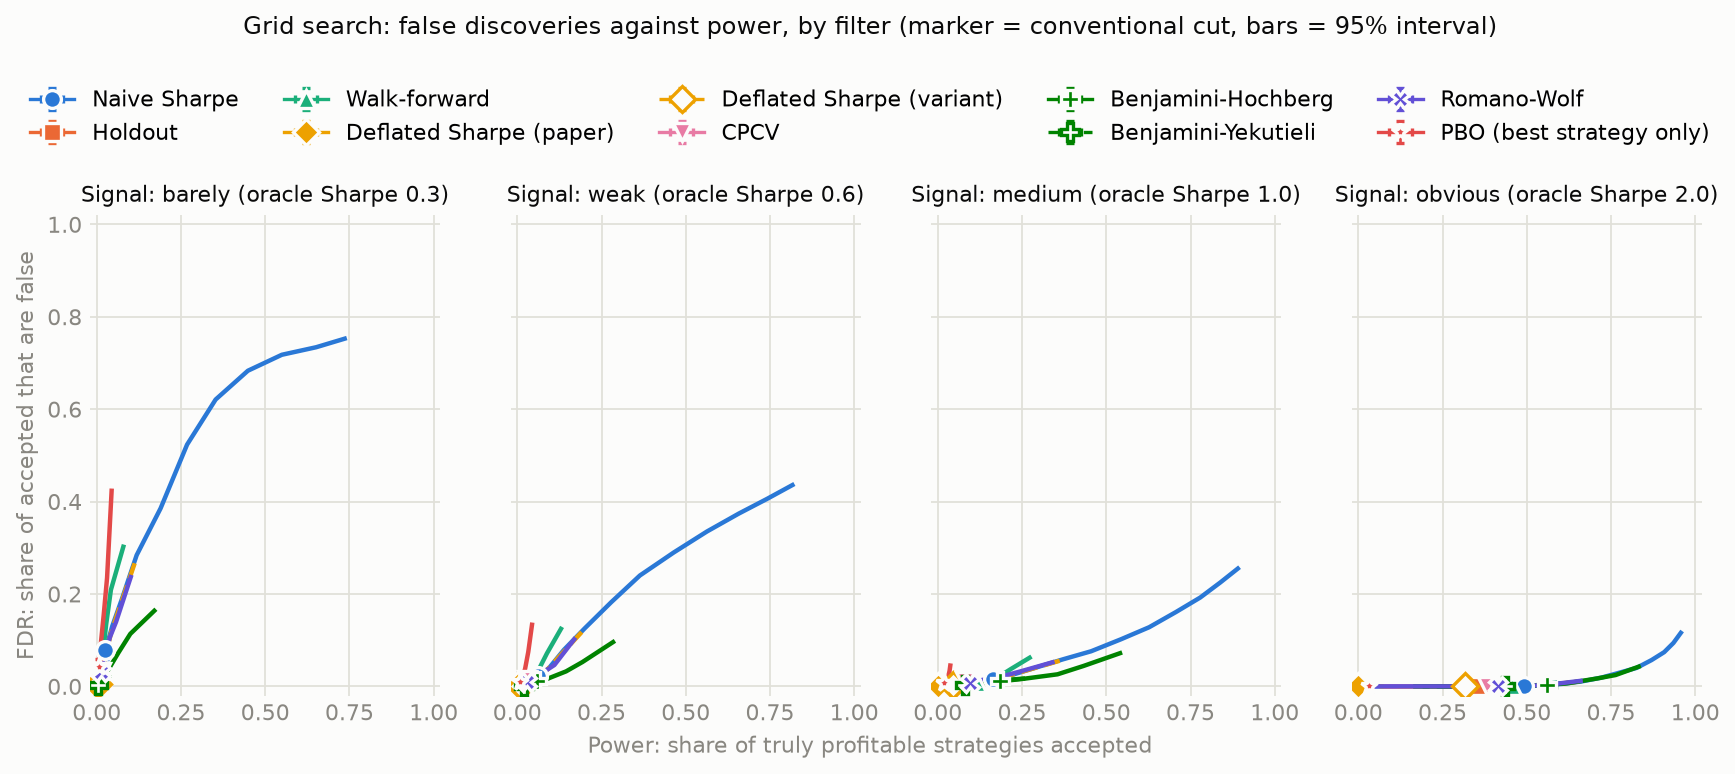 Grid search: false discoveries against power, by filter (marker = conventional cut, bars = 95% interval)
Naive Sharpe
Holdout
Walk-forward
Deflated Sharpe (paper)
Deflated Sharpe (variant)
CPCV
Benjamini-Hochberg
Benjamini-Yekutieli
Romano-Wolf
PBO (best strategy only)
Signal: barely (oracle Sharpe 0.3)
Signal: weak (oracle Sharpe 0.6)
Signal: medium (oracle Sharpe 1.0)
Signal: obvious (oracle Sharpe 2.0)
FDR: share of accepted that are false
1.0
0.8
0.6
0.4
0.2
0.0
0.00 0.25 0.50 0.75 1.00
0.00 0.25 0.50 0.75 1.00
0.00 0.25 0.50 0.75 1.00
0.00 0.25 0.50 0.75 1.00
Power: share of truly profitable strategies accepted